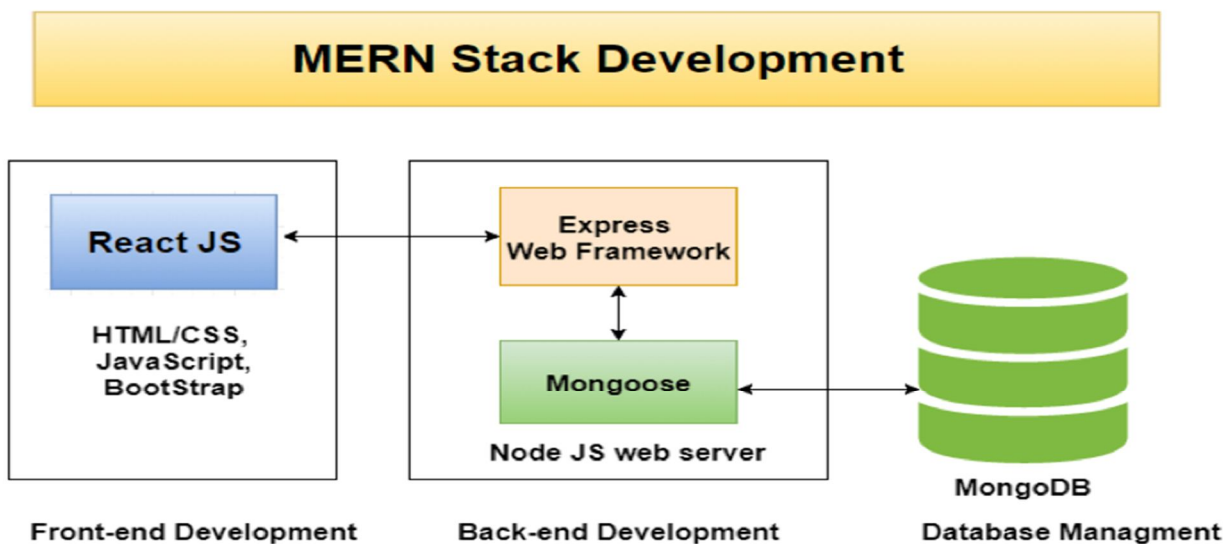 MERN Stack Development
React JS
HTML/CSS,
JavaScript,
BootStrap
Front-end Development
Express
Web Framework
Mongoose
Node JS web server
Back-end Development
MongoDB
Database Managment